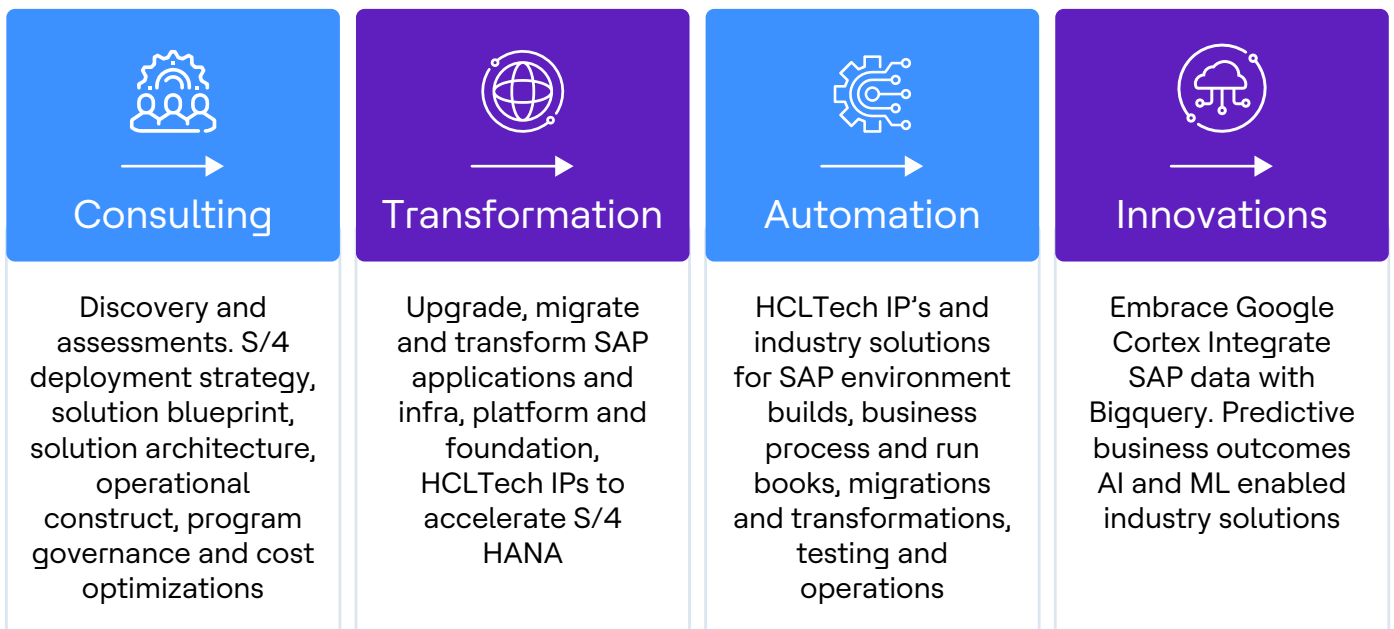 Consulting
Discovery and
assessments. S/4
deployment strategy,
solution blueprint,
solution architecture,
operational
construct, program
governance and cost
optimizations
Transformation
Upgrade, migrate
and transform SAP
applications and
infra, platform and
foundation,
HCLTech IPs to
accelerate S/4
HANA
Automation
HCLTech IP’s and
industry solutions
for SAP environment
builds, business
process and run
books, migrations
and transformations,
testing and
operations
Innovations
Embrace Google
Cortex Integrate
SAP data with
Bigquery. Predictive
business outcomes
AI and ML enabled
industry solutions